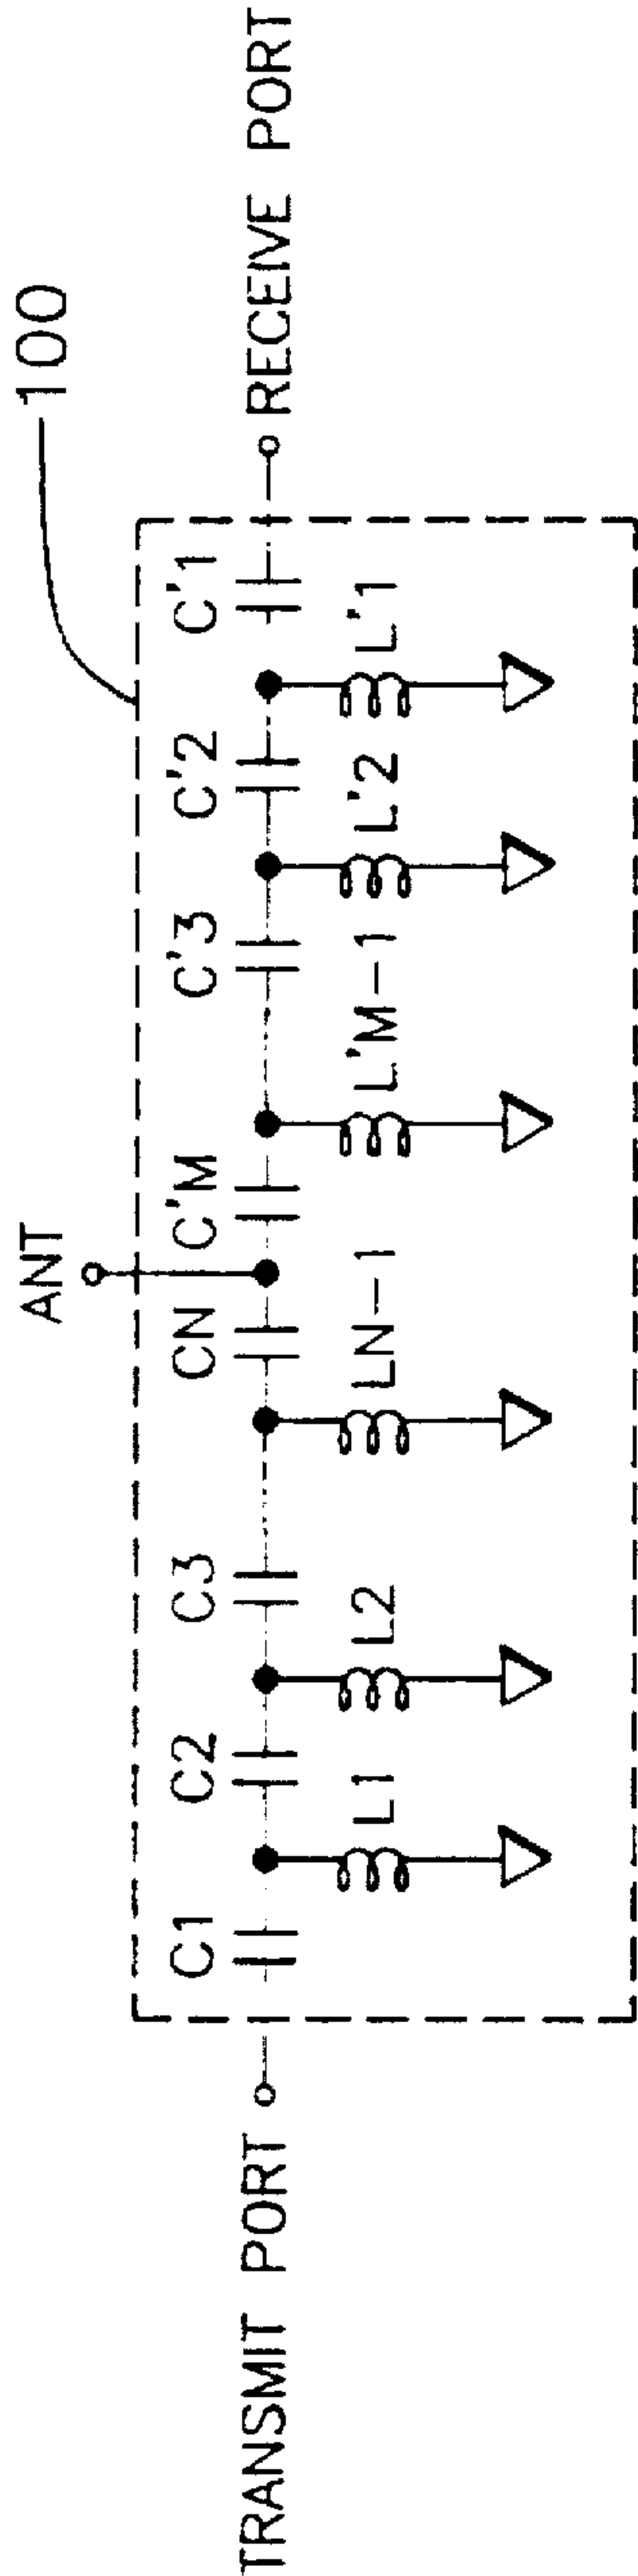 100
ANT
TRANSMIT PORT
C1
C2
C3
CN
C'M
C'3
C'2
C'1
RECEIVE PORT
L1
L2
LN-1
L'M-1
L'2
L'1